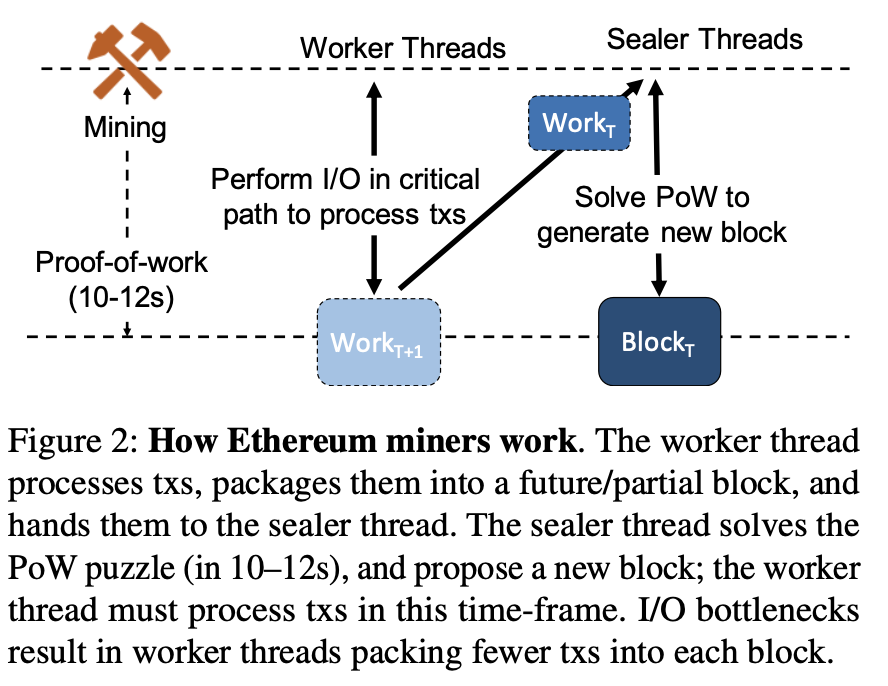 Worker Threads
Sealer Threads
Mining
Work_T
Perform I/O in critical
path to process txs
Solve PoW to
generate new block
Proof-of-work
(10-12s)
Work_T+1
Block_T
Figure 2: How Ethereum miners work. The worker thread
processes txs, packages them into a future/partial block, and
hands them to the sealer thread. The sealer thread solves the
PoW puzzle (in 10–12s), and propose a new block; the worker
thread must process txs in this time-frame. I/O bottlenecks
result in worker threads packing fewer txs into each block.